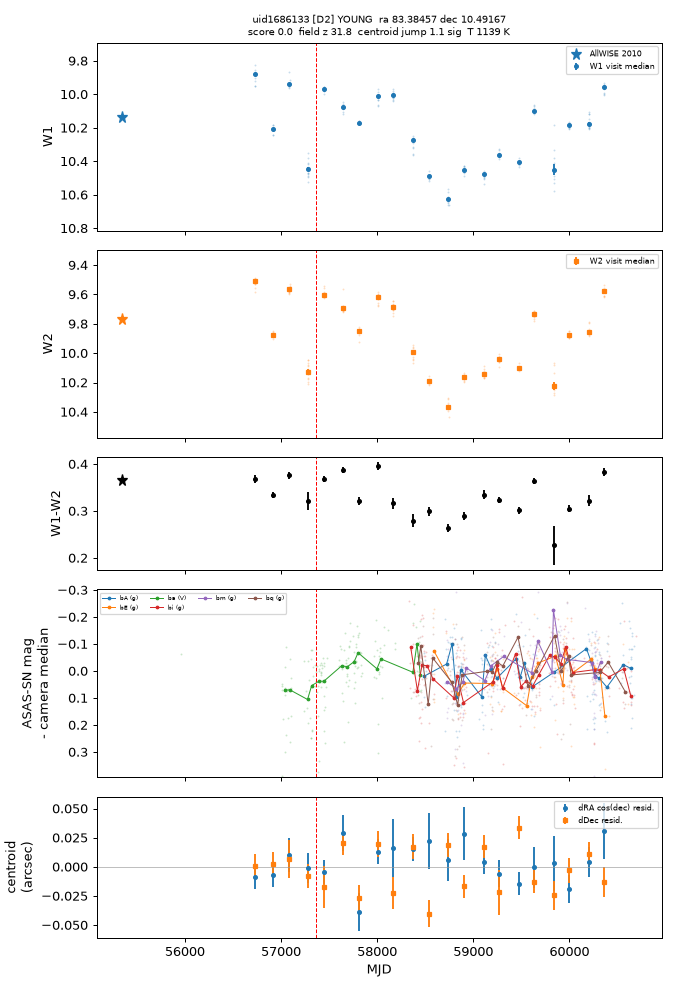 uid1686133 [D2] YOUNG  ra 83.38457 dec 10.49167
score 0.0  field z 31.8  centroid jump 1.1 sig  T 1139 K
9.8
10.0
10.2
10.4
10.6
10.8
W1
AllWISE 2010
W1 visit median
9.4
9.6
9.8
10.0
10.2
10.4
W2
W2 visit median
0.4
0.3
0.2
W1-W2
−0.3
−0.2
−0.1
0.0
0.1
0.2
0.3
ASAS-SN mag
- camera median
bA (g)
bE (g)
ba (V)
bi (g)
bm (g)
bq (g)
0.050
0.025
0.000
−0.025
−0.050
centroid
(arcsec)
dRA cos(dec) resid.
dDec resid.
56000
57000
58000
59000
60000
MJD